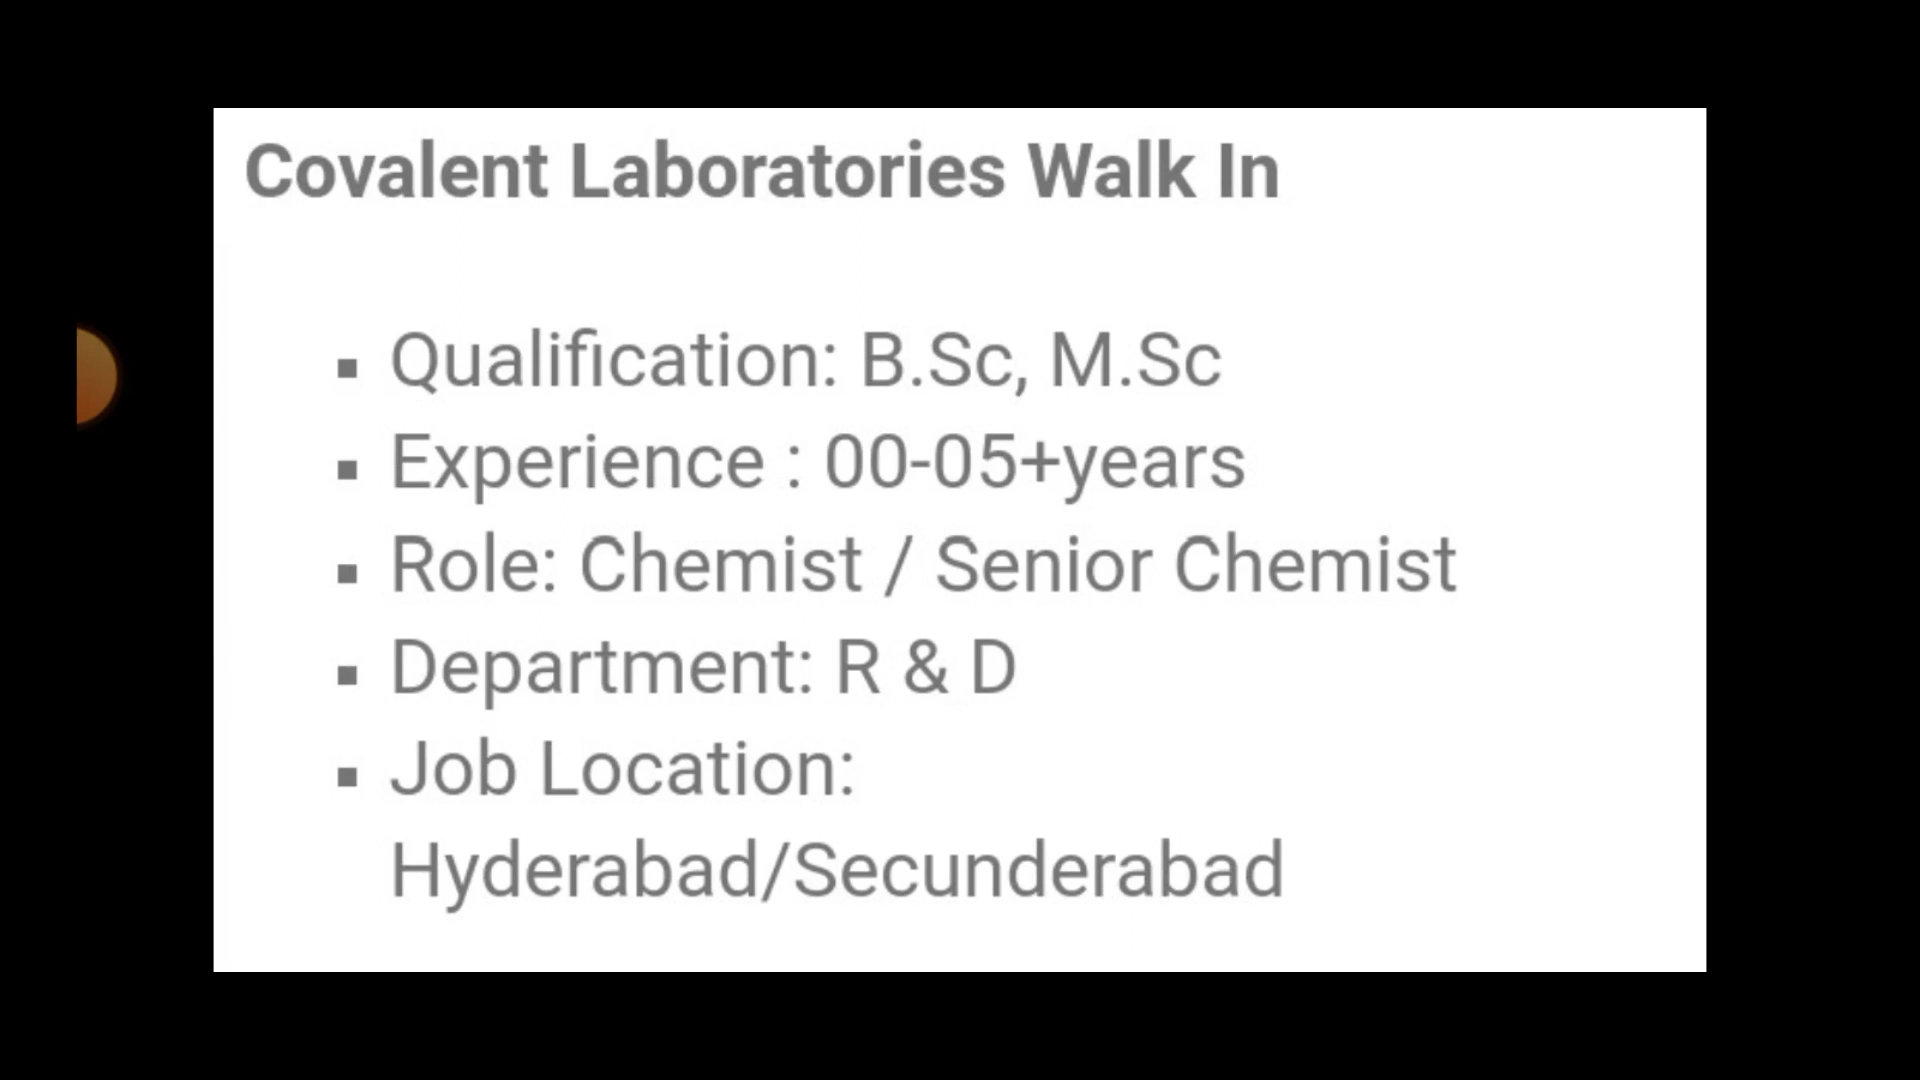 Covalent Laboratories Walk In
▪ Qualification: B.Sc, M.Sc
▪ Experience : 00-05+years
▪ Role: Chemist / Senior Chemist
▪ Department: R & D
▪ Job Location:
Hyderabad/Secunderabad